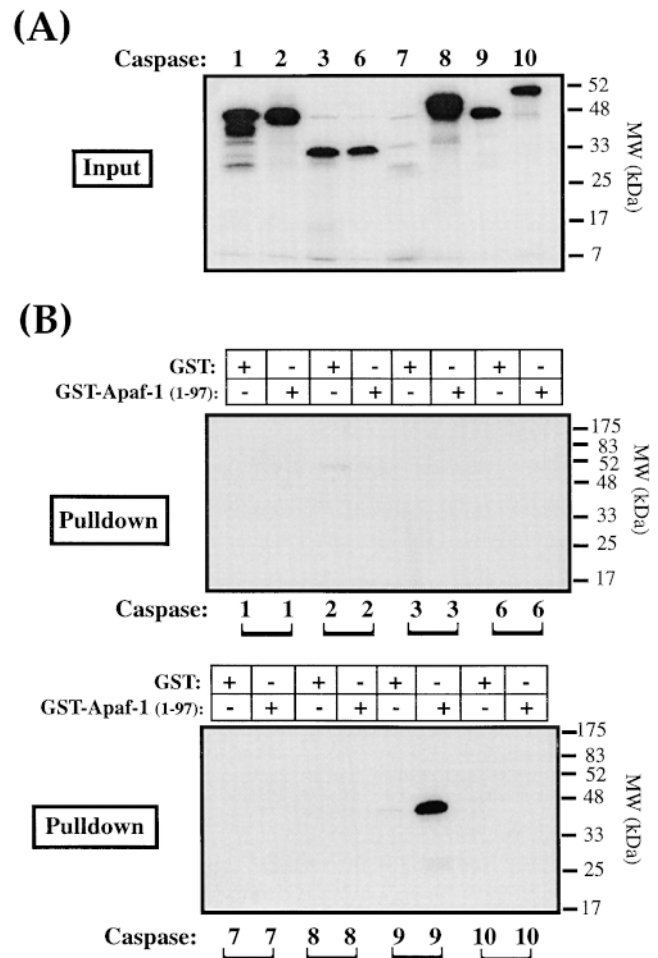 (A)
Caspase: 1 2 3 6 7 8 9 10
Input
52
48
33
25
17
7
MW (kDa)
(B)
GST: + - + - + - + -
GST-Apaf-1 (1-97): - + - + - + - +
Pulldown
175
83
52
48
33
25
17
MW (kDa)
Caspase: 1 1 2 2 3 3 6 6
GST: + - + - + - + -
GST-Apaf-1 (1-97): - + - + - + - +
Pulldown
175
83
52
48
33
25
17
MW (kDa)
Caspase: 7 7 8 8 9 9 10 10